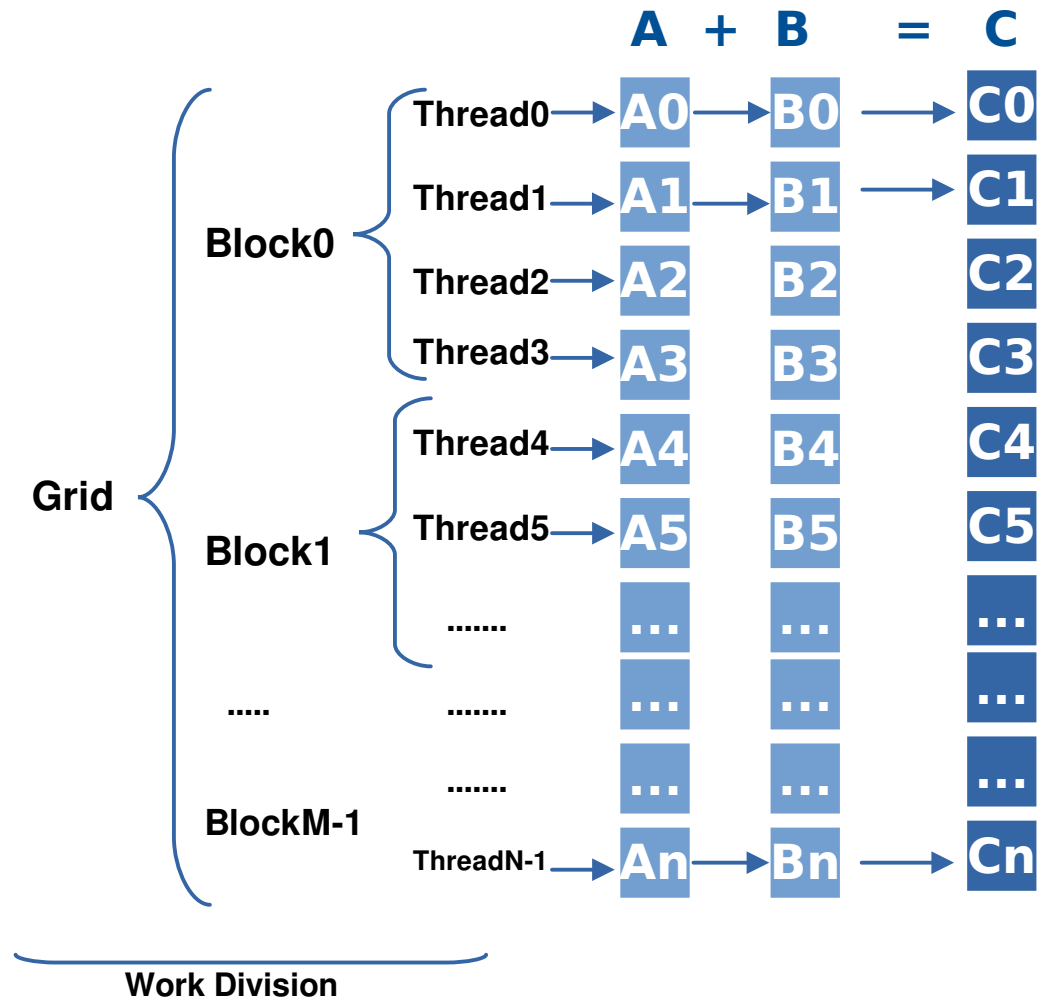 A + B = C
Thread0 A0 B0 C0
Thread1 A1 B1 C1
Block0
Thread2 A2 B2 C2
Thread3 A3 B3 C3
Thread4 A4 B4 C4
Grid
Thread5 A5 B5 C5
Block1
....... ... ... ...
..... ....... ... ... ...
....... ... ... ...
BlockM-1
ThreadN-1 An Bn Cn
Work Division